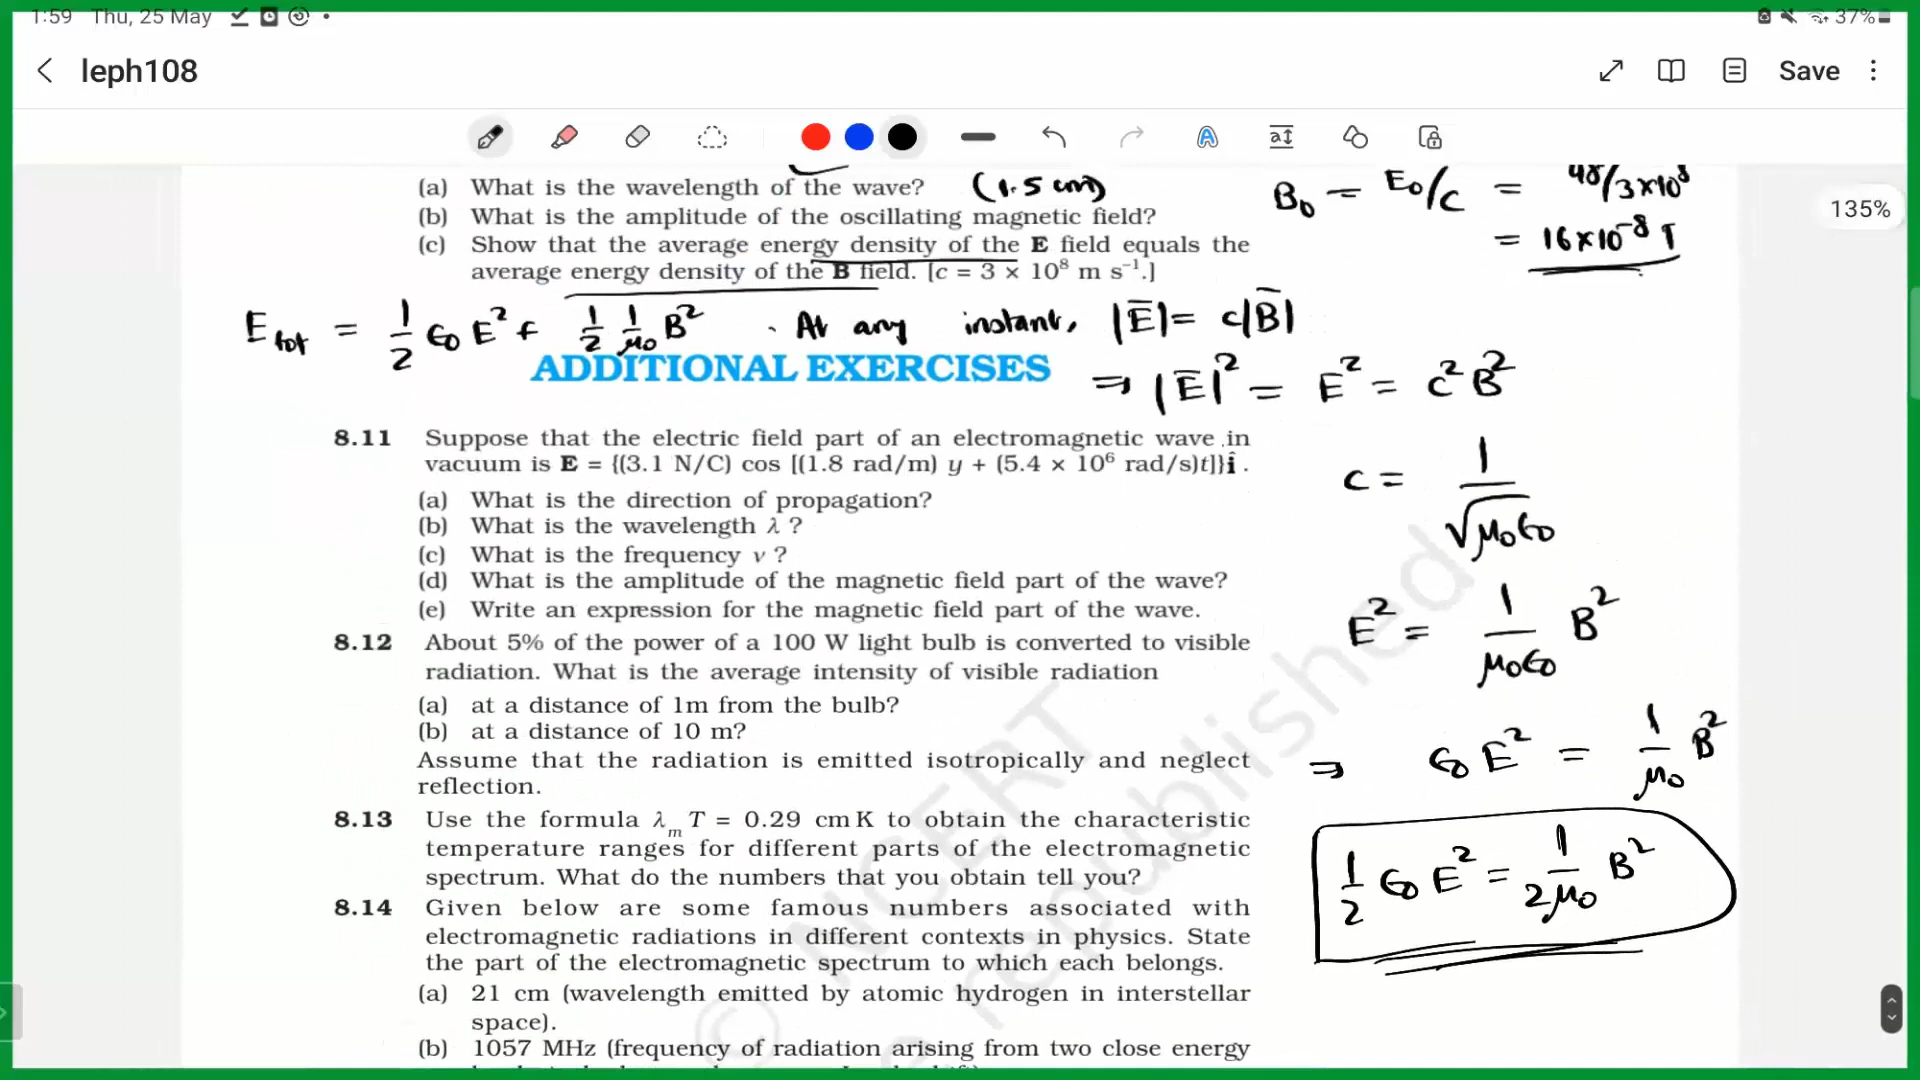 1:59 Thu, 25 May
37%
leph108
Save
135%
(a) What is the wavelength of the wave? (1.5 cm)
B₀ = E₀/c = 48/3×10⁸
(b) What is the amplitude of the oscillating magnetic field?
= 16×10⁻⁸ T
(c) Show that the average energy density of the E field equals the
average energy density of the B field. [c = 3 × 10⁸ m s⁻¹.]
E tot = 1/2 ϵ₀ E² + 1/2 1/μ₀ B² . At any instant, |E̅| = c|B̅|
ADDITIONAL EXERCISES
⇒ |E̅|² = E² = c² B²
8.11 Suppose that the electric field part of an electromagnetic wave in
vacuum is E = {(3.1 N/C) cos [(1.8 rad/m) y + (5.4 × 10⁶ rad/s)t]}î .
c = 1/√μ₀ϵ₀
(a) What is the direction of propagation?
(b) What is the wavelength λ ?
(c) What is the frequency ν ?
(d) What is the amplitude of the magnetic field part of the wave?
(e) Write an expression for the magnetic field part of the wave.
E² = 1/μ₀ϵ₀ B²
8.12 About 5% of the power of a 100 W light bulb is converted to visible
radiation. What is the average intensity of visible radiation
(a) at a distance of 1m from the bulb?
(b) at a distance of 10 m?
⇒ ϵ₀ E² = 1/μ₀ B²
Assume that the radiation is emitted isotropically and neglect
reflection.
8.13 Use the formula λₘ T = 0.29 cm K to obtain the characteristic
temperature ranges for different parts of the electromagnetic
spectrum. What do the numbers that you obtain tell you?
1/2 ϵ₀ E² = 1/2μ₀ B²
8.14 Given below are some famous numbers associated with
electromagnetic radiations in different contexts in physics. State
the part of the electromagnetic spectrum to which each belongs.
(a) 21 cm (wavelength emitted by atomic hydrogen in interstellar
space).
(b) 1057 MHz (frequency of radiation arising from two close energy
© NCERT
republished